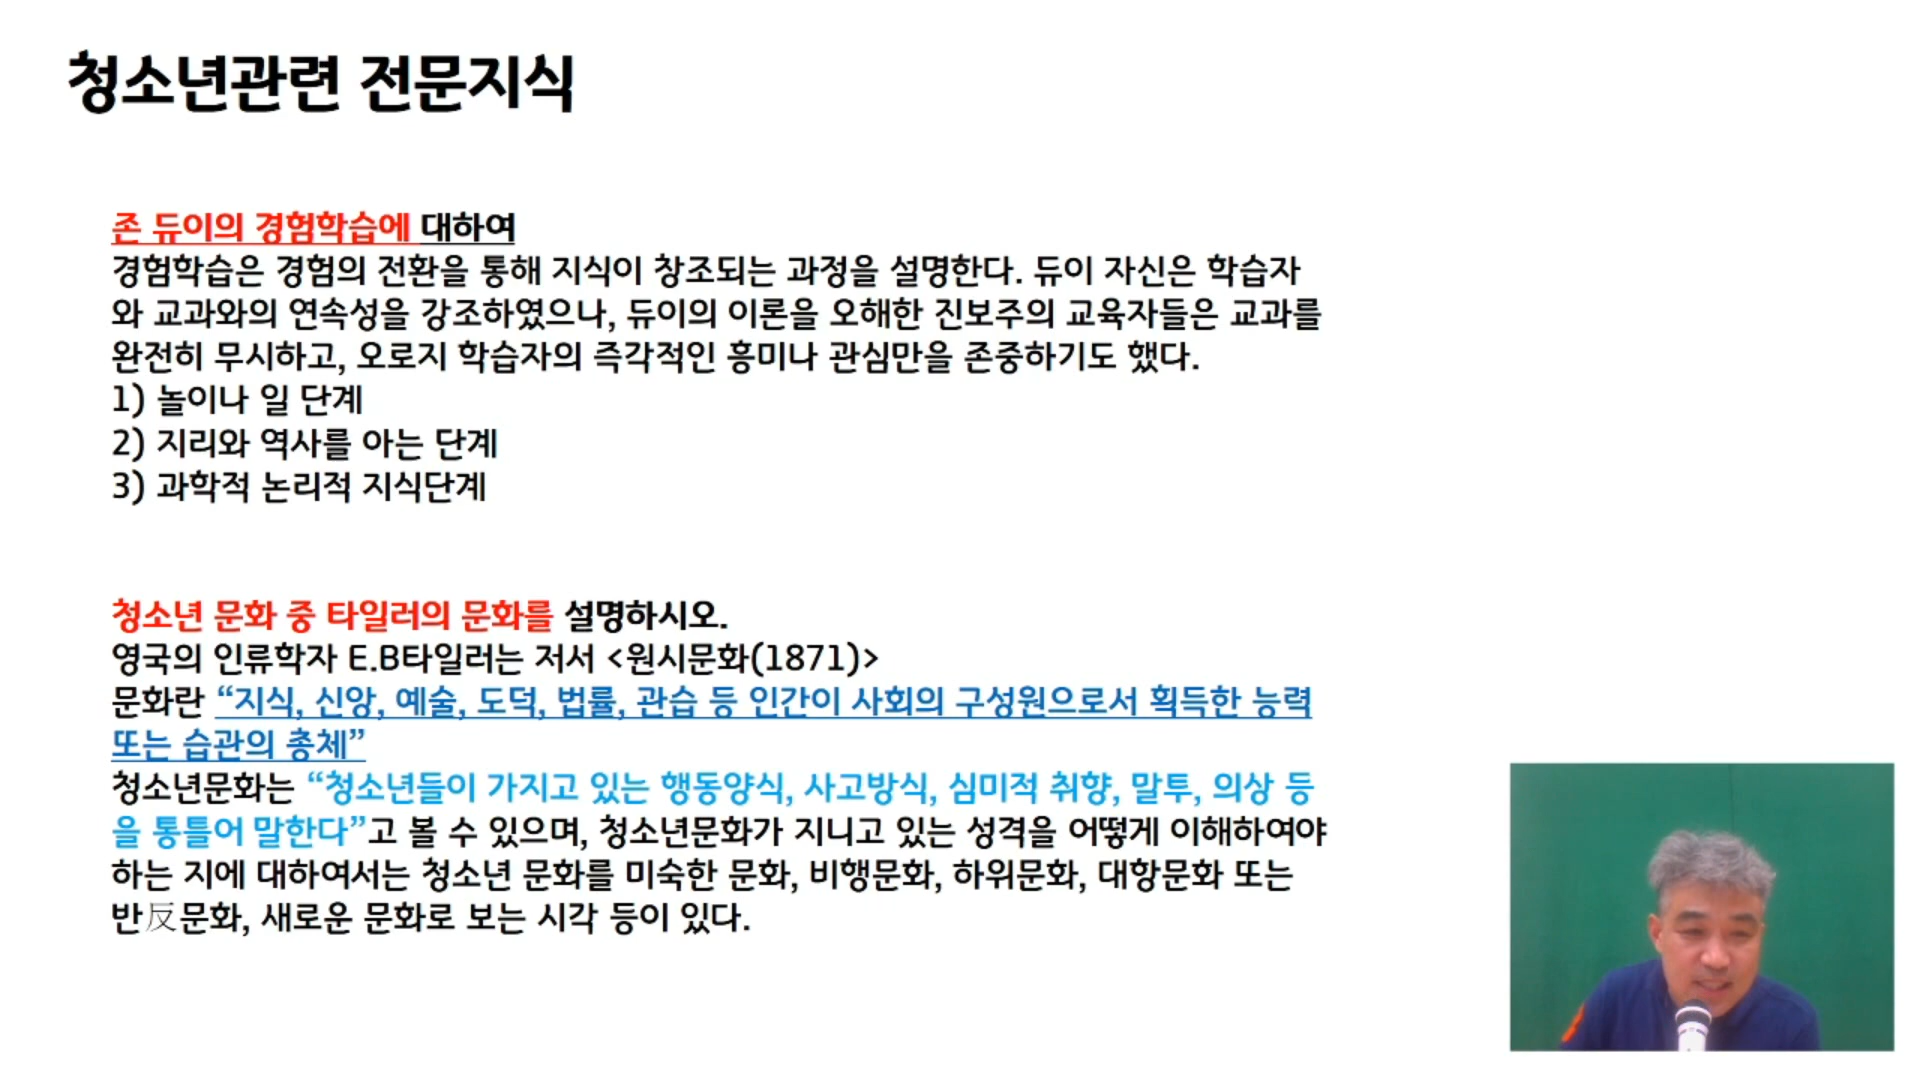 청소년관련 전문지식
존 듀이의 경험학습에 대하여
경험학습은 경험의 전환을 통해 지식이 창조되는 과정을 설명한다. 듀이 자신은 학습자
와 교과와의 연속성을 강조하였으나, 듀이의 이론을 오해한 진보주의 교육자들은 교과를
완전히 무시하고, 오로지 학습자의 즉각적인 흥미나 관심만을 존중하기도 했다.
1) 놀이나 일 단계
2) 지리와 역사를 아는 단계
3) 과학적 논리적 지식단계
청소년 문화 중 타일러의 문화를 설명하시오.
영국의 인류학자 E.B타일러는 저서 <원시문화(1871)>
문화란 “지식, 신앙, 예술, 도덕, 법률, 관습 등 인간이 사회의 구성원으로서 획득한 능력
또는 습관의 총체”
청소년문화는 “청소년들이 가지고 있는 행동양식, 사고방식, 심미적 취향, 말투, 의상 등
을 통틀어 말한다”고 볼 수 있으며, 청소년문화가 지니고 있는 성격을 어떻게 이해하여야
하는 지에 대하여서는 청소년 문화를 미숙한 문화, 비행문화, 하위문화, 대항문화 또는
반反문화, 새로운 문화로 보는 시각 등이 있다.